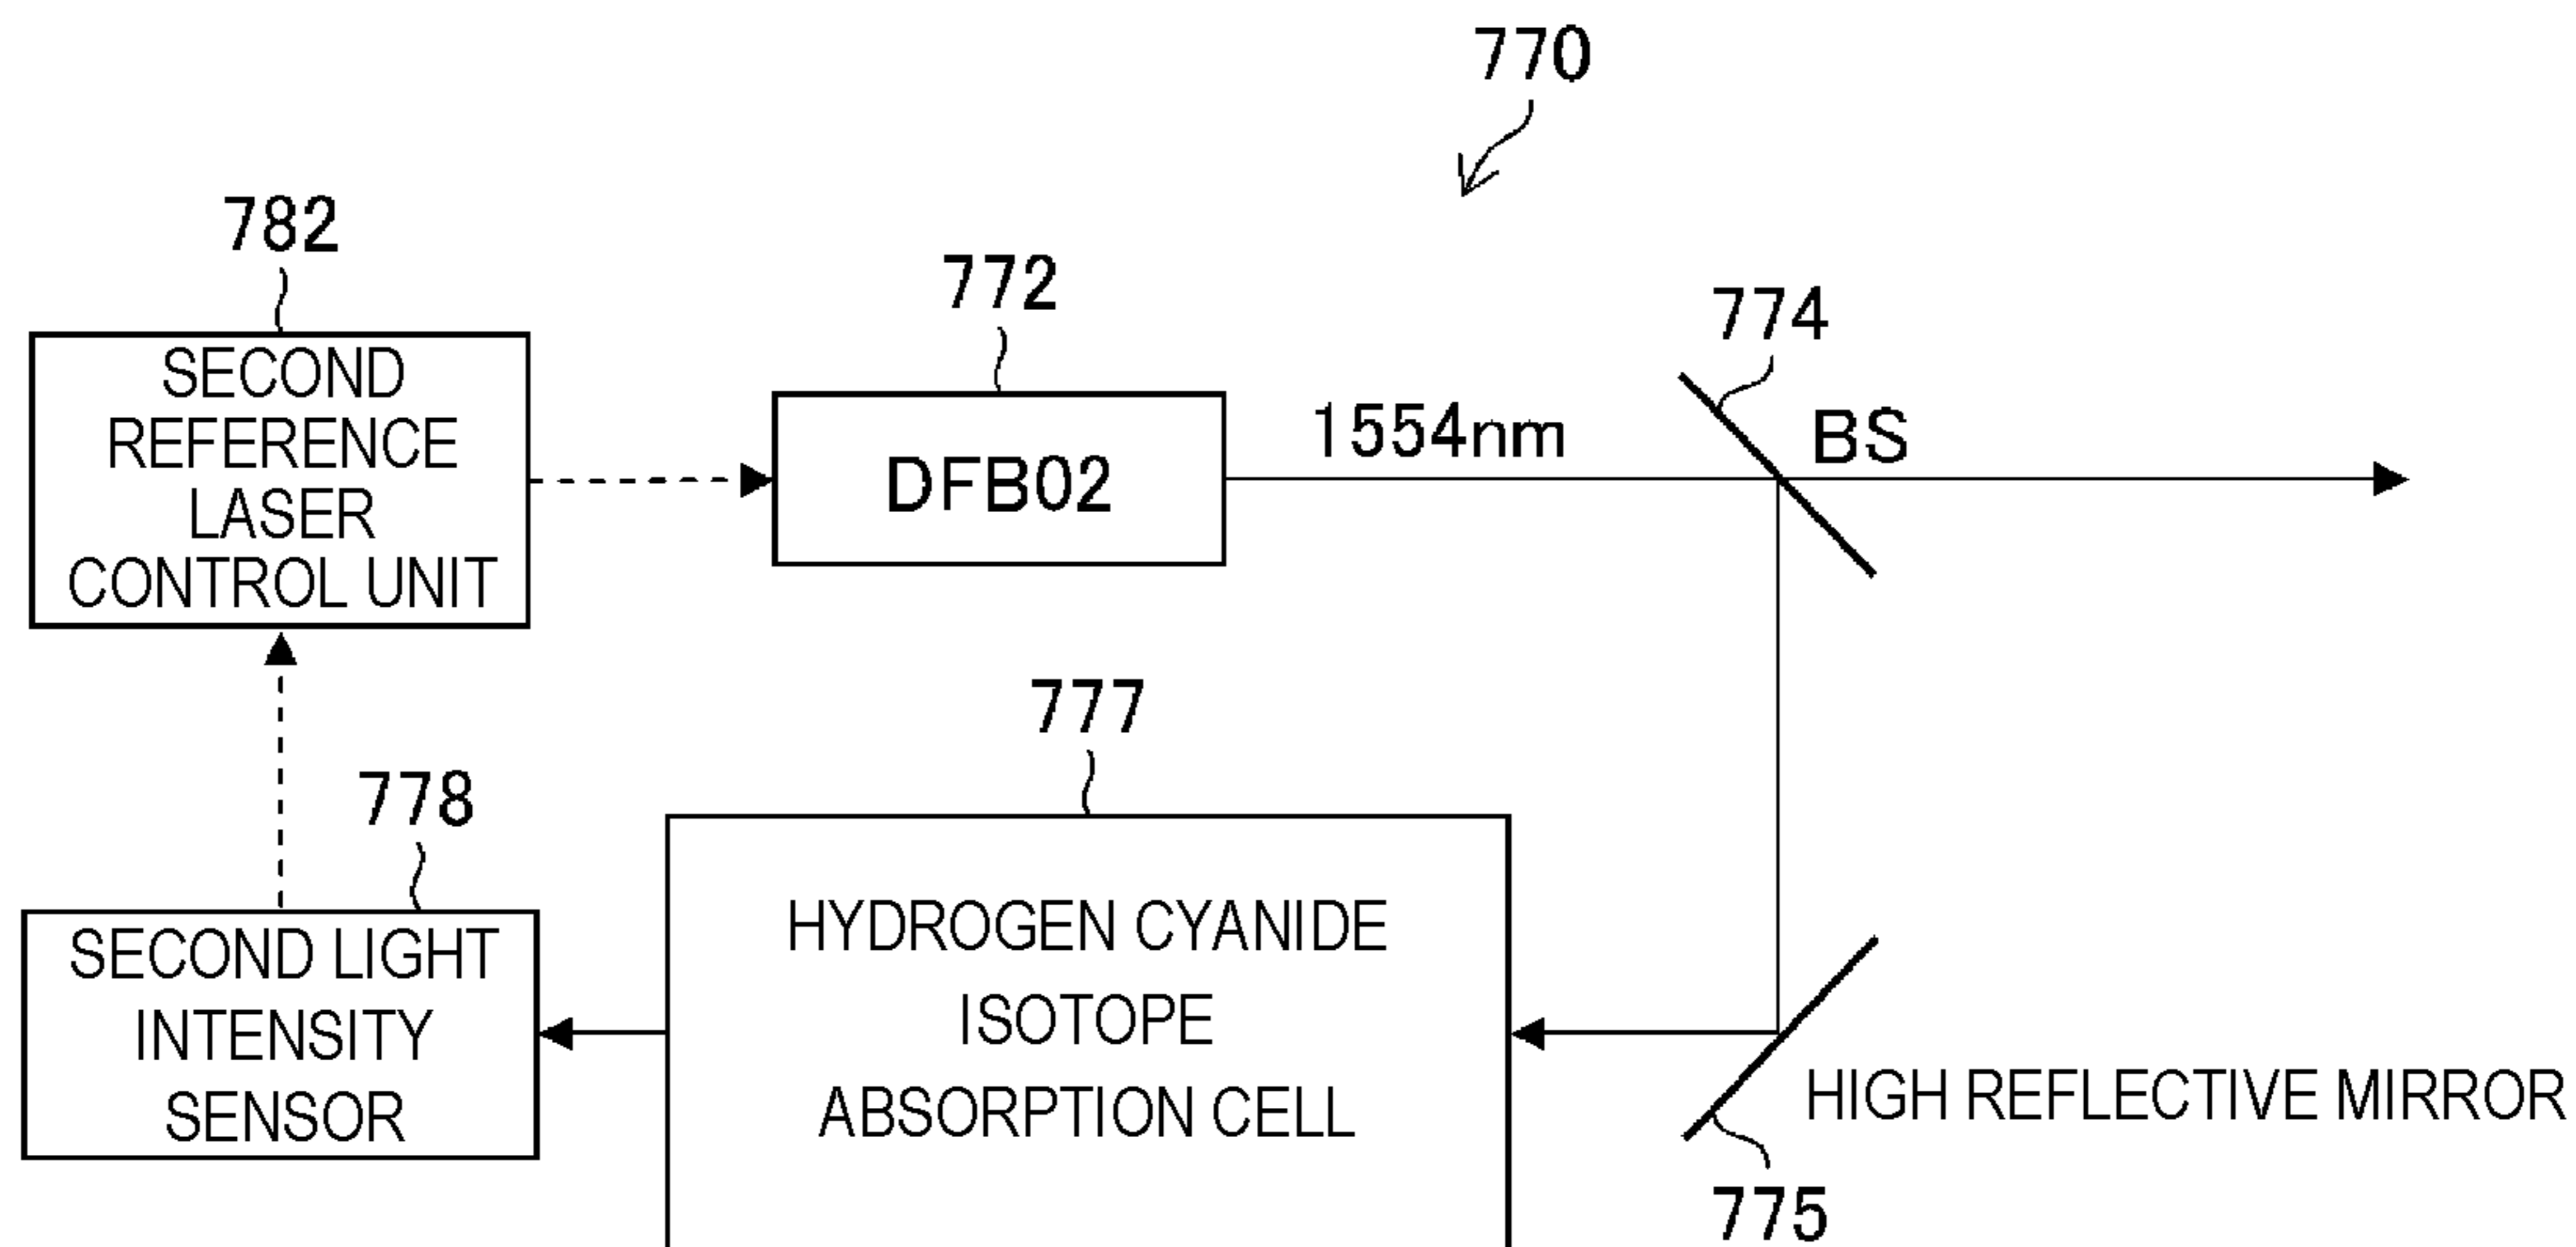 770
782
772
774
SECOND
REFERENCE
LASER
CONTROL UNIT
DFB02
1554nm
BS
777
778
SECOND LIGHT
INTENSITY
SENSOR
HYDROGEN CYANIDE
ISOTOPE
ABSORPTION CELL
HIGH REFLECTIVE MIRROR
775